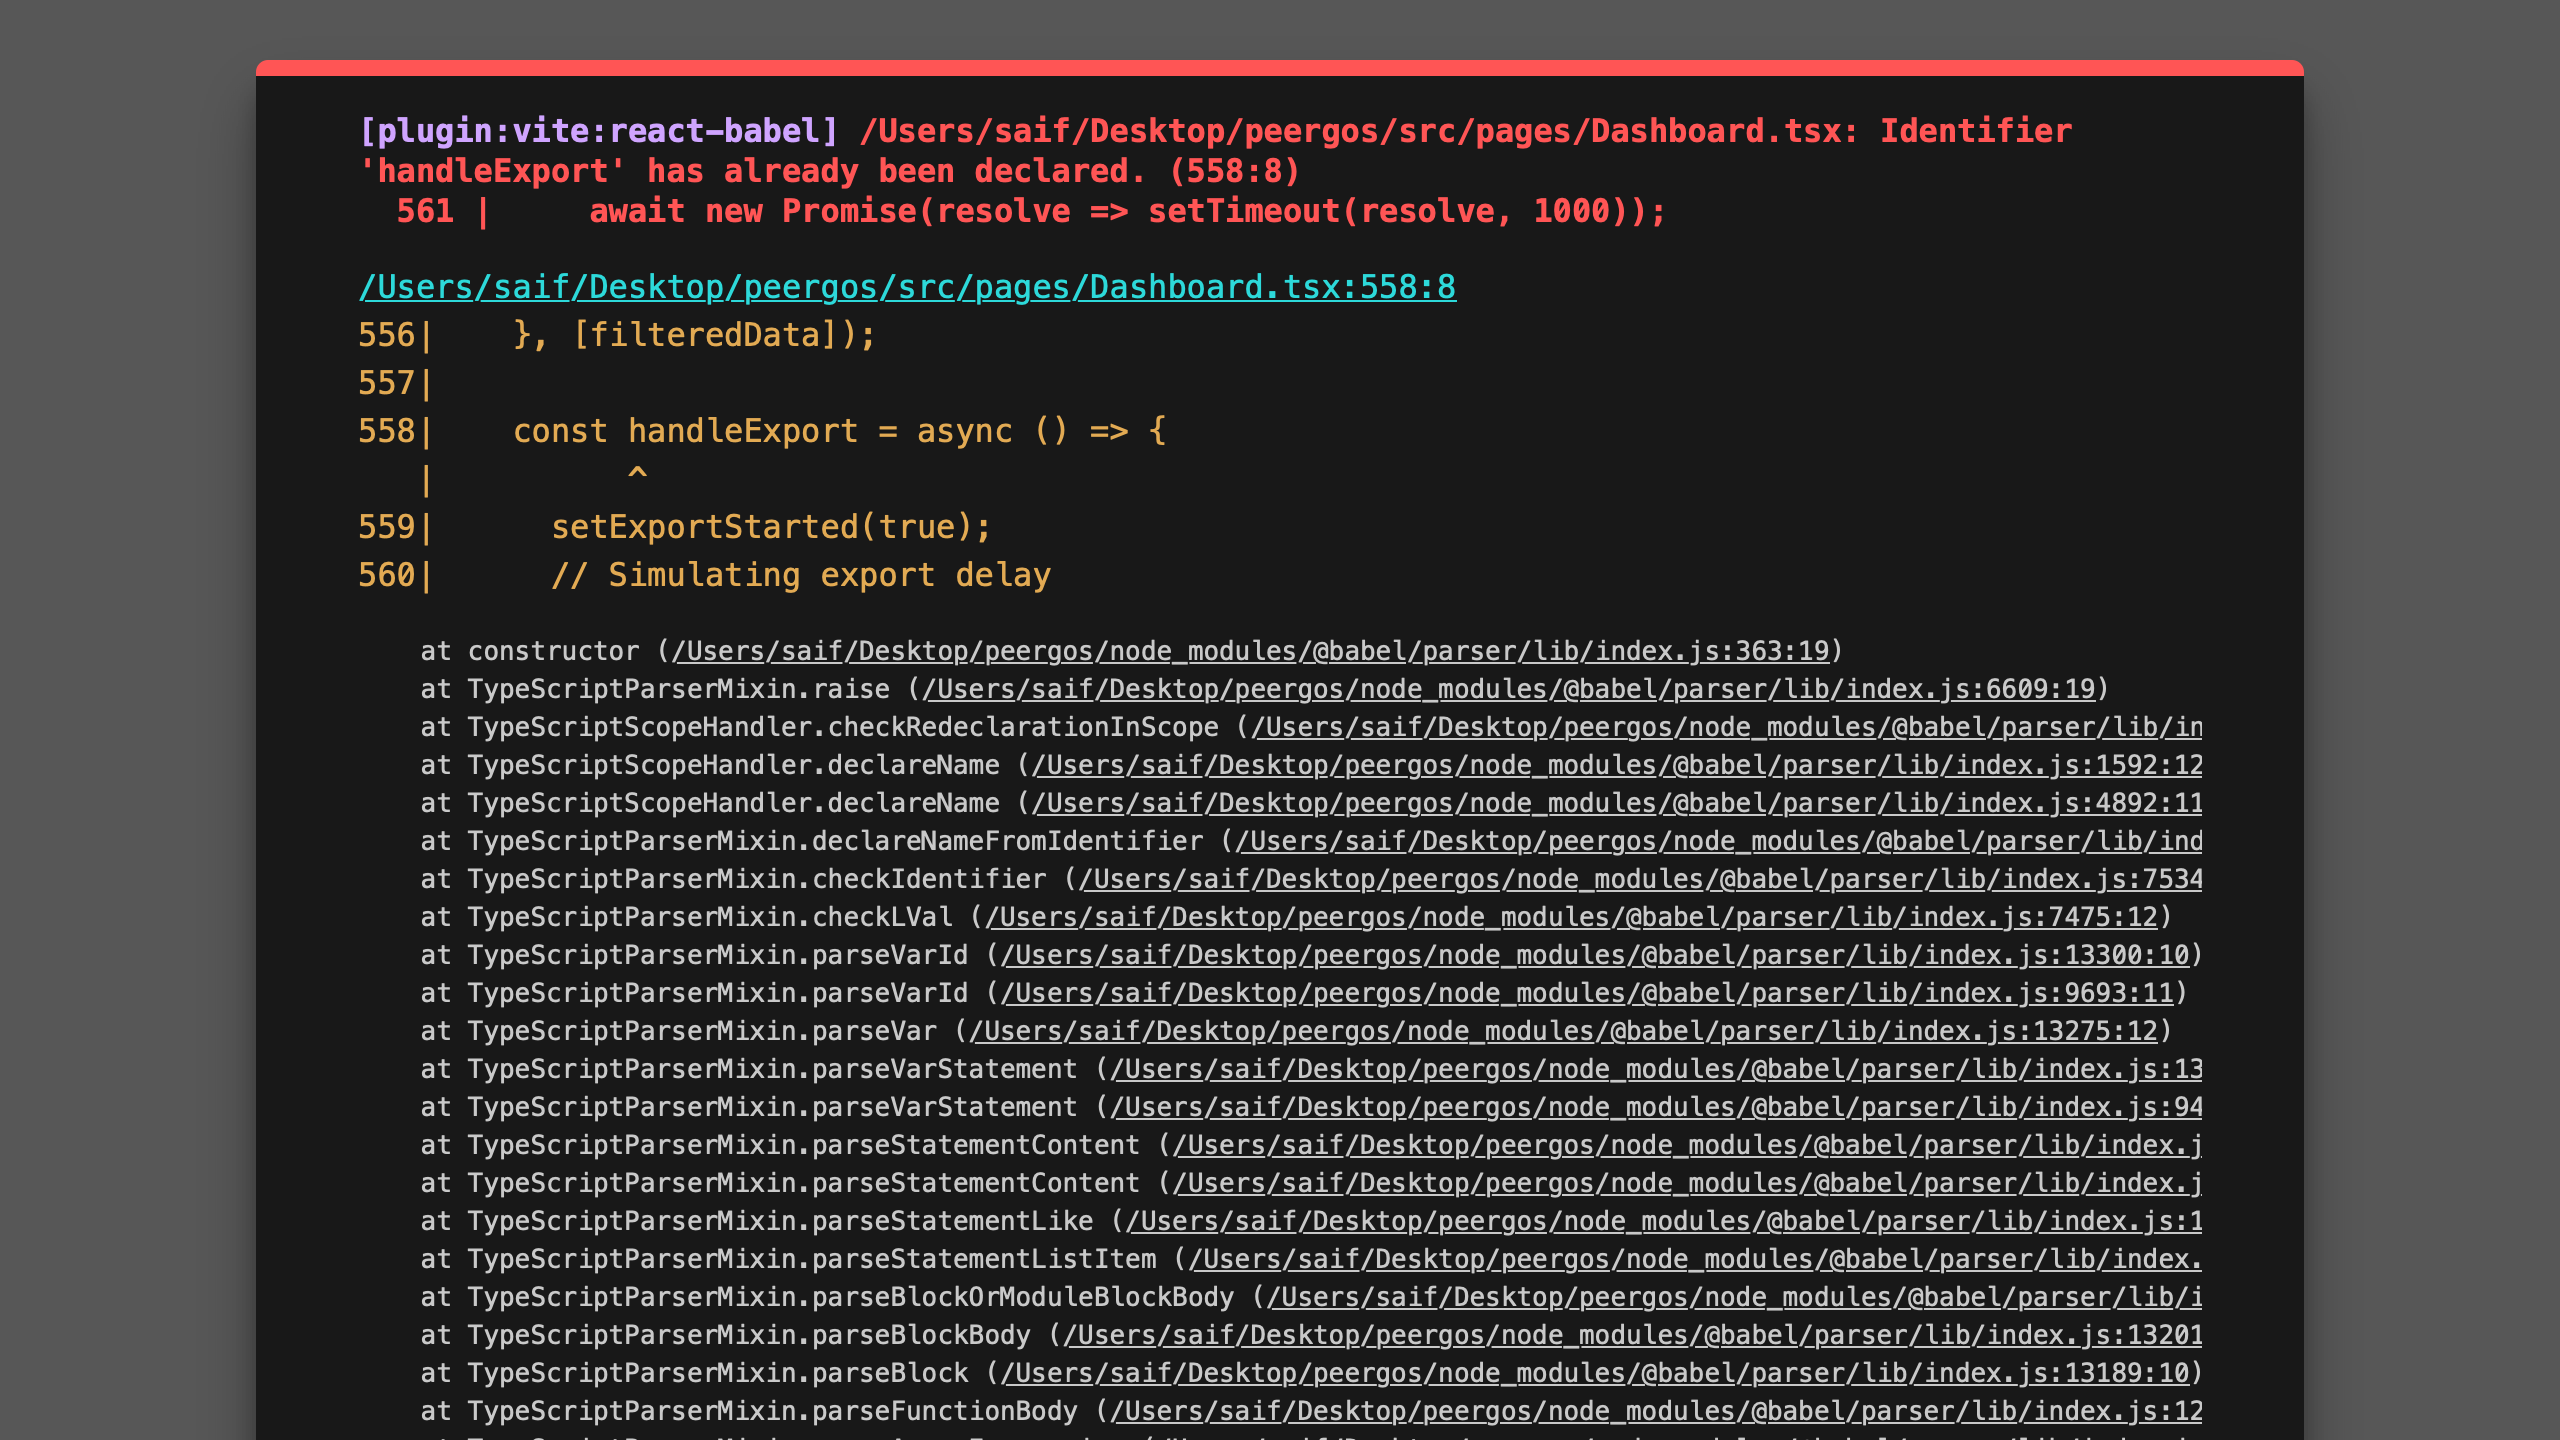 [plugin:vite:react-babel] /Users/saif/Desktop/peergos/src/pages/Dashboard.tsx: Identifier
'handleExport' has already been declared. (558:8)
  561 |     await new Promise(resolve => setTimeout(resolve, 1000));
/Users/saif/Desktop/peergos/src/pages/Dashboard.tsx:558:8
556|    }, [filteredData]);
557|
558|    const handleExport = async () => {
   |          ^
559|      setExportStarted(true);
560|      // Simulating export delay
    at constructor (/Users/saif/Desktop/peergos/node_modules/@babel/parser/lib/index.js:363:19)
    at TypeScriptParserMixin.raise (/Users/saif/Desktop/peergos/node_modules/@babel/parser/lib/index.js:6609:19)
    at TypeScriptScopeHandler.checkRedeclarationInScope (/Users/saif/Desktop/peergos/node_modules/@babel/parser/lib/in
    at TypeScriptScopeHandler.declareName (/Users/saif/Desktop/peergos/node_modules/@babel/parser/lib/index.js:1592:12
    at TypeScriptScopeHandler.declareName (/Users/saif/Desktop/peergos/node_modules/@babel/parser/lib/index.js:4892:11
    at TypeScriptParserMixin.declareNameFromIdentifier (/Users/saif/Desktop/peergos/node_modules/@babel/parser/lib/ind
    at TypeScriptParserMixin.checkIdentifier (/Users/saif/Desktop/peergos/node_modules/@babel/parser/lib/index.js:7534
    at TypeScriptParserMixin.checkLVal (/Users/saif/Desktop/peergos/node_modules/@babel/parser/lib/index.js:7475:12)
    at TypeScriptParserMixin.parseVarId (/Users/saif/Desktop/peergos/node_modules/@babel/parser/lib/index.js:13300:10)
    at TypeScriptParserMixin.parseVarId (/Users/saif/Desktop/peergos/node_modules/@babel/parser/lib/index.js:9693:11)
    at TypeScriptParserMixin.parseVar (/Users/saif/Desktop/peergos/node_modules/@babel/parser/lib/index.js:13275:12)
    at TypeScriptParserMixin.parseVarStatement (/Users/saif/Desktop/peergos/node_modules/@babel/parser/lib/index.js:13
    at TypeScriptParserMixin.parseVarStatement (/Users/saif/Desktop/peergos/node_modules/@babel/parser/lib/index.js:94
    at TypeScriptParserMixin.parseStatementContent (/Users/saif/Desktop/peergos/node_modules/@babel/parser/lib/index.j
    at TypeScriptParserMixin.parseStatementContent (/Users/saif/Desktop/peergos/node_modules/@babel/parser/lib/index.j
    at TypeScriptParserMixin.parseStatementLike (/Users/saif/Desktop/peergos/node_modules/@babel/parser/lib/index.js:1
    at TypeScriptParserMixin.parseStatementListItem (/Users/saif/Desktop/peergos/node_modules/@babel/parser/lib/index.
    at TypeScriptParserMixin.parseBlockOrModuleBlockBody (/Users/saif/Desktop/peergos/node_modules/@babel/parser/lib/i
    at TypeScriptParserMixin.parseBlockBody (/Users/saif/Desktop/peergos/node_modules/@babel/parser/lib/index.js:13201
    at TypeScriptParserMixin.parseBlock (/Users/saif/Desktop/peergos/node_modules/@babel/parser/lib/index.js:13189:10)
    at TypeScriptParserMixin.parseFunctionBody (/Users/saif/Desktop/peergos/node_modules/@babel/parser/lib/index.js:12